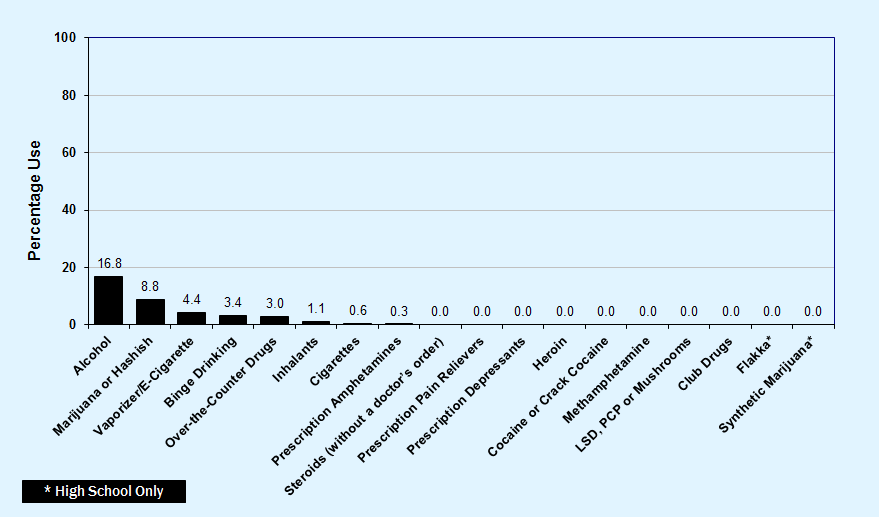 100
80
60
40
20
0
Percentage Use
16.8
8.8
4.4
3.4
3.0
1.1
0.6
0.3
0.0
0.0
0.0
0.0
0.0
0.0
0.0
0.0
0.0
0.0
Alcohol
Marijuana or Hashish
Vaporizer/E-Cigarette
Binge Drinking
Over-the-Counter Drugs
Inhalants
Cigarettes
Prescription Amphetamines
Steroids (without a doctor's order)
Prescription Pain Relievers
Prescription Depressants
Heroin
Cocaine or Crack Cocaine
Methamphetamine
LSD, PCP or Mushrooms
Club Drugs
Flakka*
Synthetic Marijuana*
* High School Only